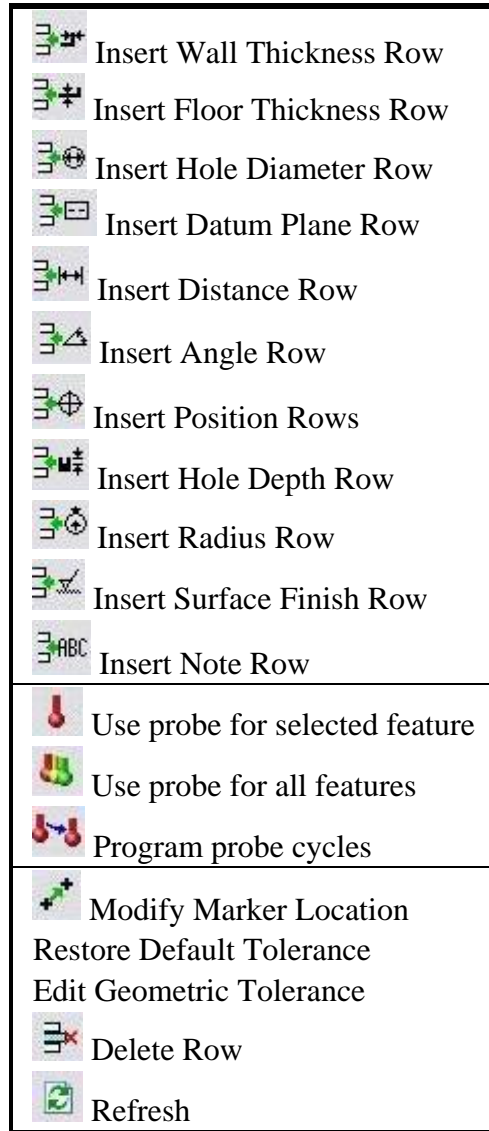 Insert Wall Thickness Row
Insert Floor Thickness Row
Insert Hole Diameter Row
Insert Datum Plane Row
Insert Distance Row
Insert Angle Row
Insert Position Rows
Insert Hole Depth Row
Insert Radius Row
Insert Surface Finish Row
ABC Insert Note Row
Use probe for selected feature
Use probe for all features
Program probe cycles
Modify Marker Location
Restore Default Tolerance
Edit Geometric Tolerance
Delete Row
Refresh